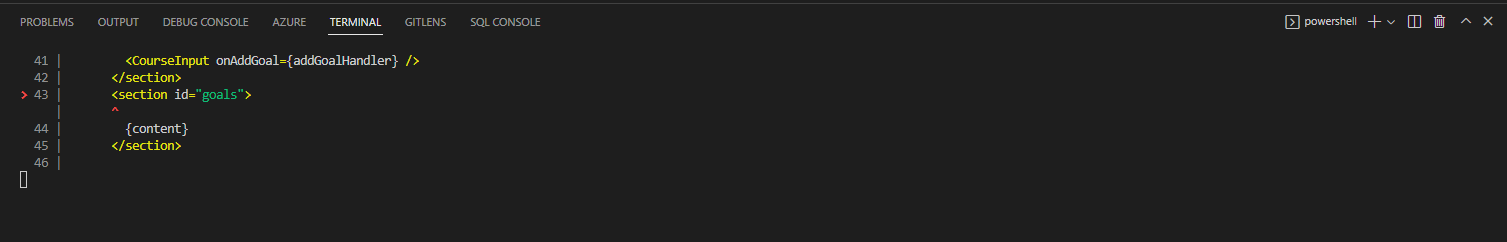 PROBLEMS OUTPUT DEBUG CONSOLE AZURE TERMINAL GITLENS SQL CONSOLE powershell
41 | <CourseInput onAddGoal={addGoalHandler} />
42 | </section>
> 43 | <section id="goals">
| ^
44 | {content}
45 | </section>
46 |